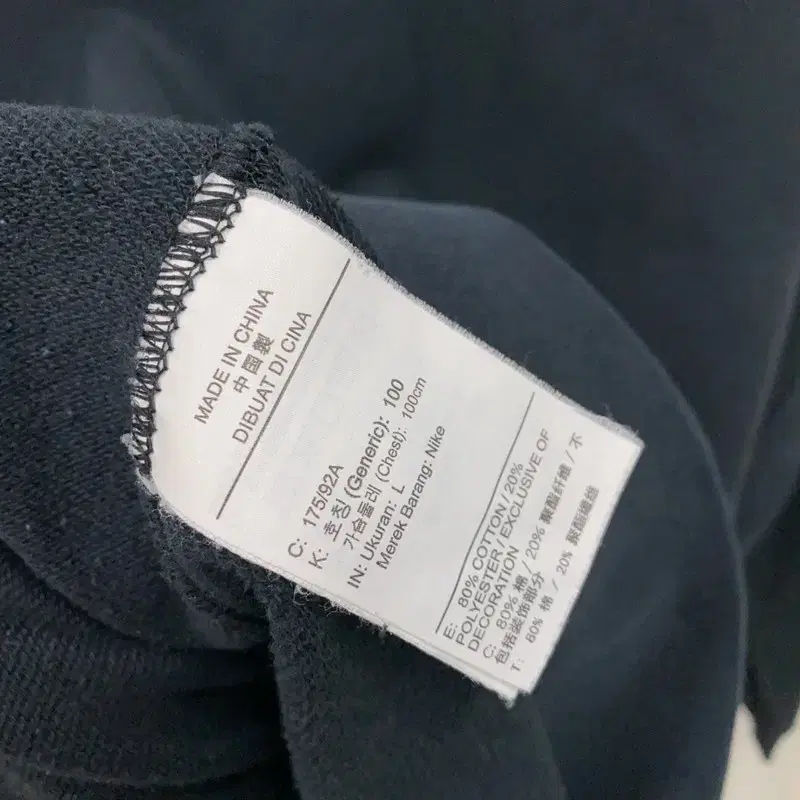 MADE IN CHINA
中國製
DIBUAT DI CINA
C: 175/92A
K: 호칭 (Generic): 100
가슴둘레 (Chest): 100cm
IN: Ukuran: L
Merek Barang: Nike
E: 80% COTTON / 20%
POLYESTER / EXCLUSIVE OF
DECORATION
C: 80% 棉 / 20% 聚酯纤维 / 不
包括装饰部分
T: 80% 棉 / 20% 聚酯纖維